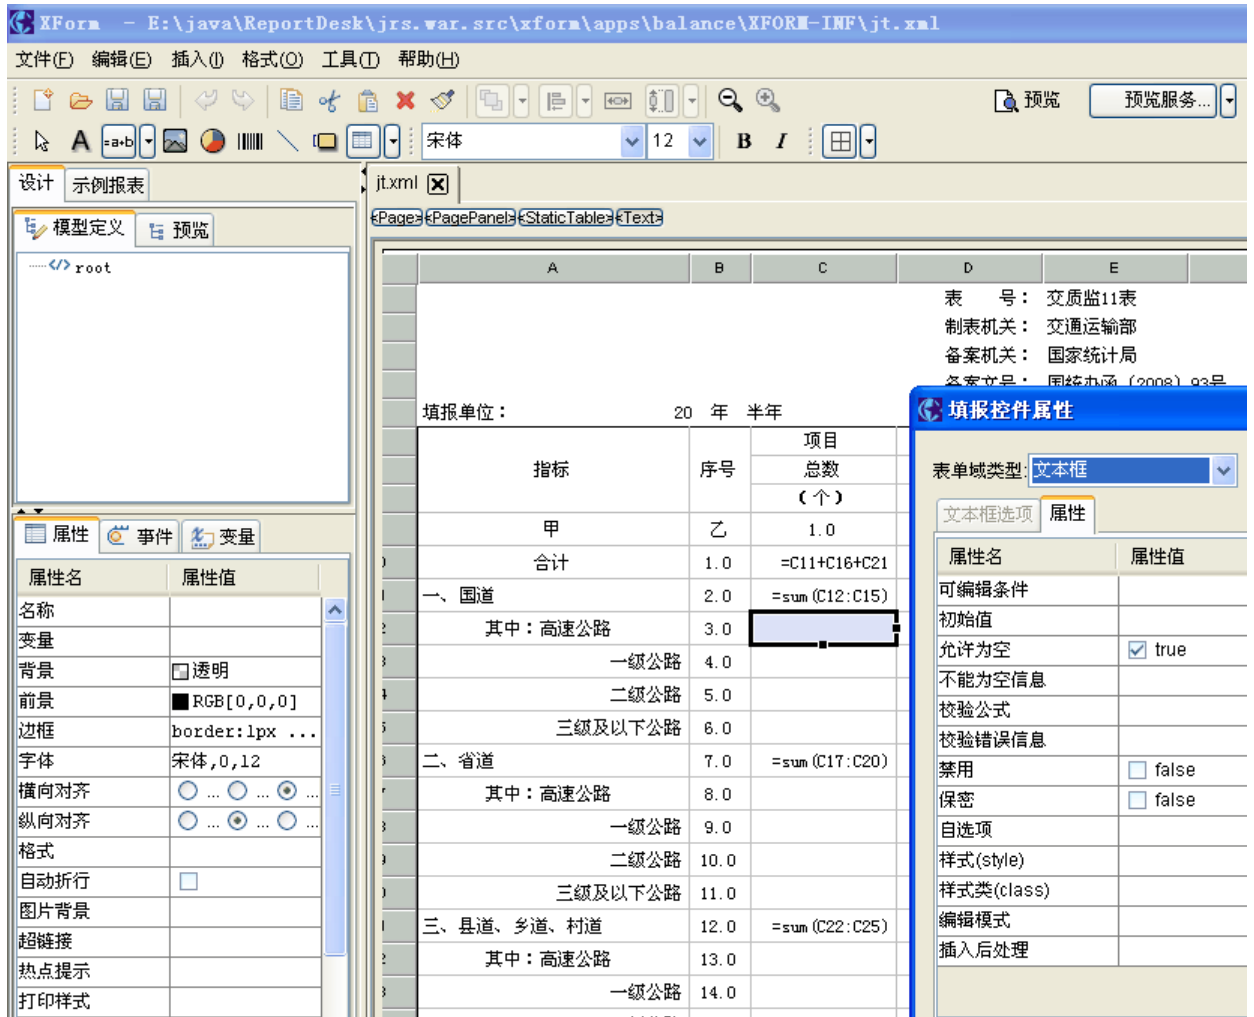 XForm - E:\java\ReportDesk\jrs.war.src\xform\apps\balance\XFORM-INF\jt.xml
文件(F) 编辑(E) 插入(I) 格式(O) 工具(T) 帮助(H)
预览 预览服务...
A =a+b 宋体 12 B I
设计 示例报表
jt.xml
模型定义 预览
<Page> <PagePanel> <StaticTable> <Text>
</> root
A B C D E
表 号： 交质监11表
制表机关： 交通运输部
备案机关： 国家统计局
备案文号： 国统办函（2008）93号
填报单位： 20 年 半年
指标 序号 项目
总数
(个)
甲 乙 1.0
合计 1.0 =C11+C16+C21
一、国道 2.0 =sum(C12:C15)
其中：高速公路 3.0
一级公路 4.0
二级公路 5.0
三级及以下公路 6.0
二、省道 7.0 =sum(C17:C20)
其中：高速公路 8.0
一级公路 9.0
二级公路 10.0
三级及以下公路 11.0
三、县道、乡道、村道 12.0 =sum(C22:C25)
其中：高速公路 13.0
一级公路 14.0
属性 事件 变量
属性名 属性值
名称
变量
背景 透明
前景 RGB[0,0,0]
边框 border:1px ...
字体 宋体,0,12
横向对齐 ... ... ...
纵向对齐 ... ... ...
格式
自动折行
图片背景
超链接
热点提示
打印样式
填报控件属性
表单域类型: 文本框
文本框选项 属性
属性名 属性值
可编辑条件
初始值
允许为空 true
不能为空信息
校验公式
校验错误信息
禁用 false
保密 false
自选项
样式(style)
样式类(class)
编辑模式
插入后处理